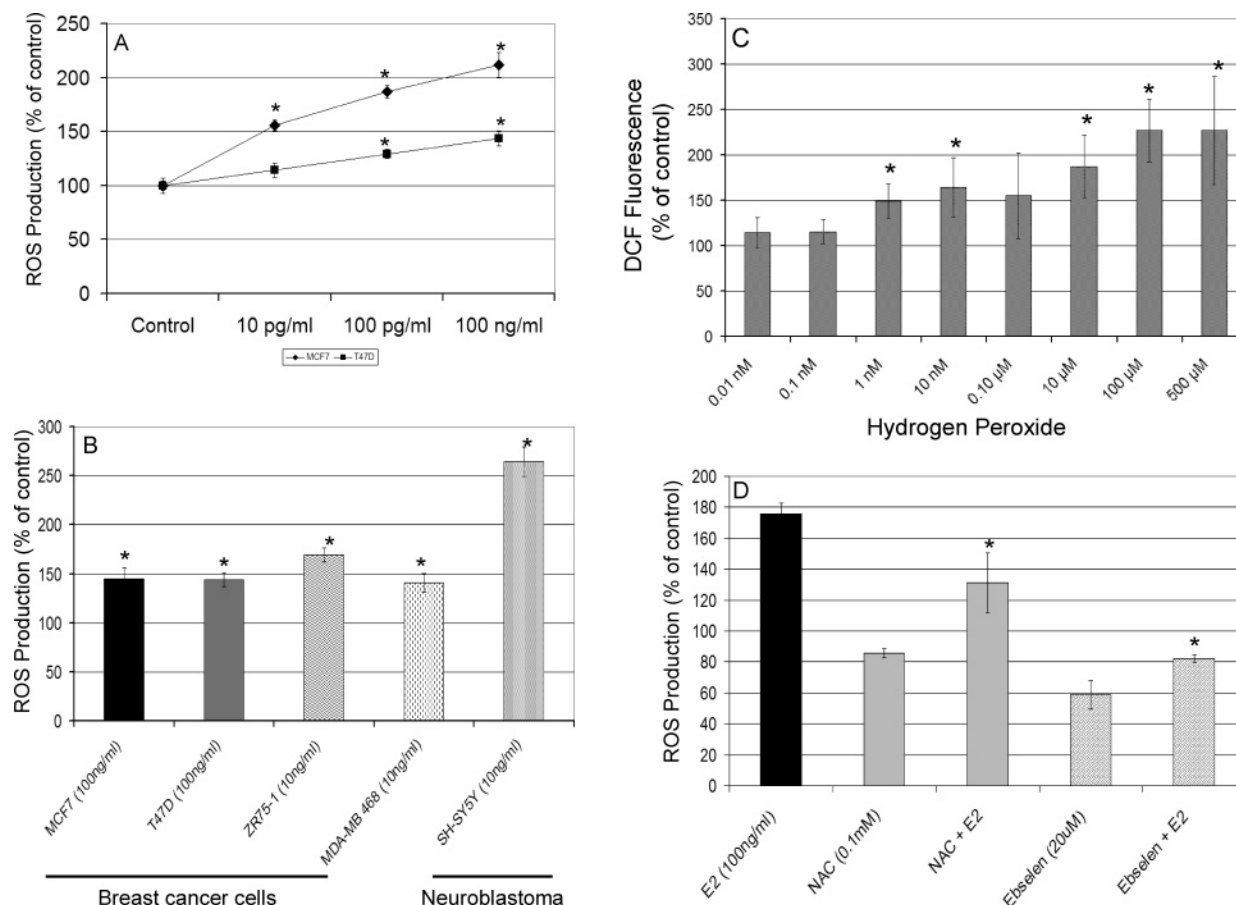 A
ROS Production (% of control)
250
200
150
100
50
0
*
*
*
*
*
Control
10 pg/ml
100 pg/ml
100 ng/ml
MCF7
T47D
B
ROS Production (% of control)
300
250
200
150
100
50
0
*
*
*
*
*
MCF7 (100ng/ml)
T47D (100ng/ml)
ZR75-1 (10ng/ml)
MDA-MB 468 (10ng/ml)
SH-SY5Y (10ng/ml)
Breast cancer cells
Neuroblastoma
C
DCF Fluorescence
(% of control)
350
300
250
200
150
100
50
0
*
*
*
*
*
0.01 nM
0.1 nM
1 nM
10 nM
0.10 µM
10 µM
100 µM
500 µM
Hydrogen Peroxide
D
ROS Production (% of control)
200
180
160
140
120
100
80
60
40
20
0
*
*
E2 (100ng/ml)
NAC (0.1mM)
NAC + E2
Ebselen (20uM)
Ebselen + E2